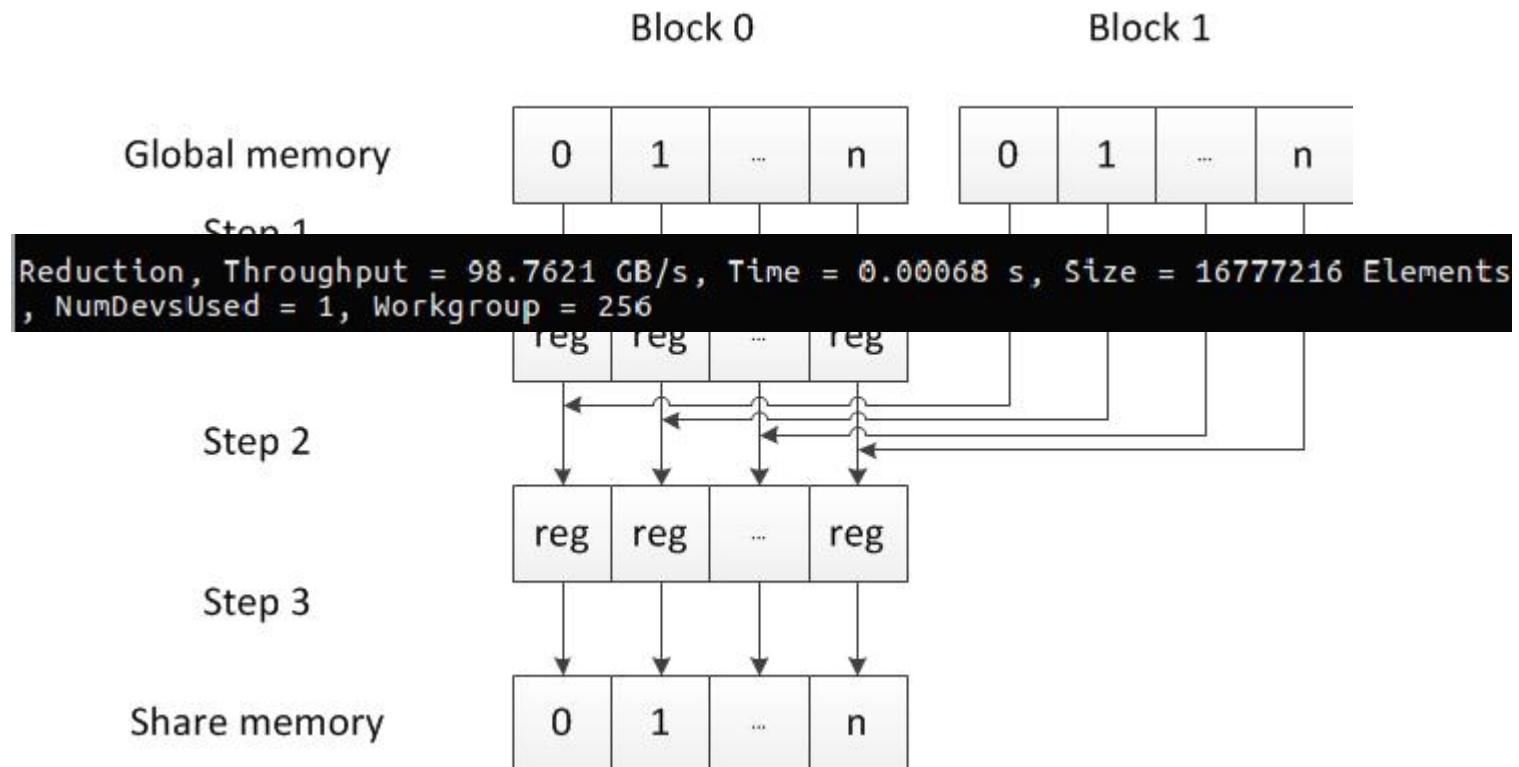 Block 0 Block 1
Global memory 0 1 ... n 0 1 ... n
Step 1
Reduction, Throughput = 98.7621 GB/s, Time = 0.00068 s, Size = 16777216 Elements
, NumDevsUsed = 1, Workgroup = 256
reg reg ... reg
Step 2
reg reg ... reg
Step 3
Share memory 0 1 ... n